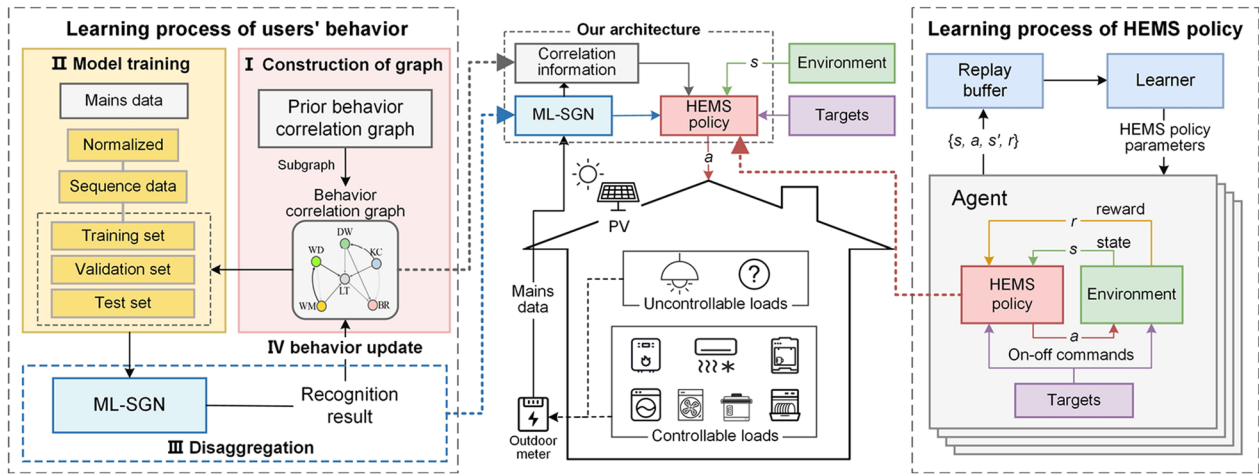 Learning process of users' behavior
Ⅱ Model training
Mains data
Normalized
Sequence data
Training set
Validation set
Test set
Ⅰ Construction of graph
Prior behavior
correlation graph
Subgraph
Behavior
correlation graph
DW
WD
KC
LT
WM
BR
Ⅳ behavior update
ML-SGN
Recognition
result
Ⅲ Disaggregation
Our architecture
Correlation
information
ML-SGN
s
HEMS
policy
a
Environment
Targets
PV
Mains
data
?
Uncontrollable loads
Controllable loads
Outdoor
meter
Learning process of HEMS policy
Replay
buffer
Learner
{s, a, s', r}
HEMS policy
parameters
Agent
reward
r
s
state
HEMS
policy
Environment
a
On-off commands
Targets